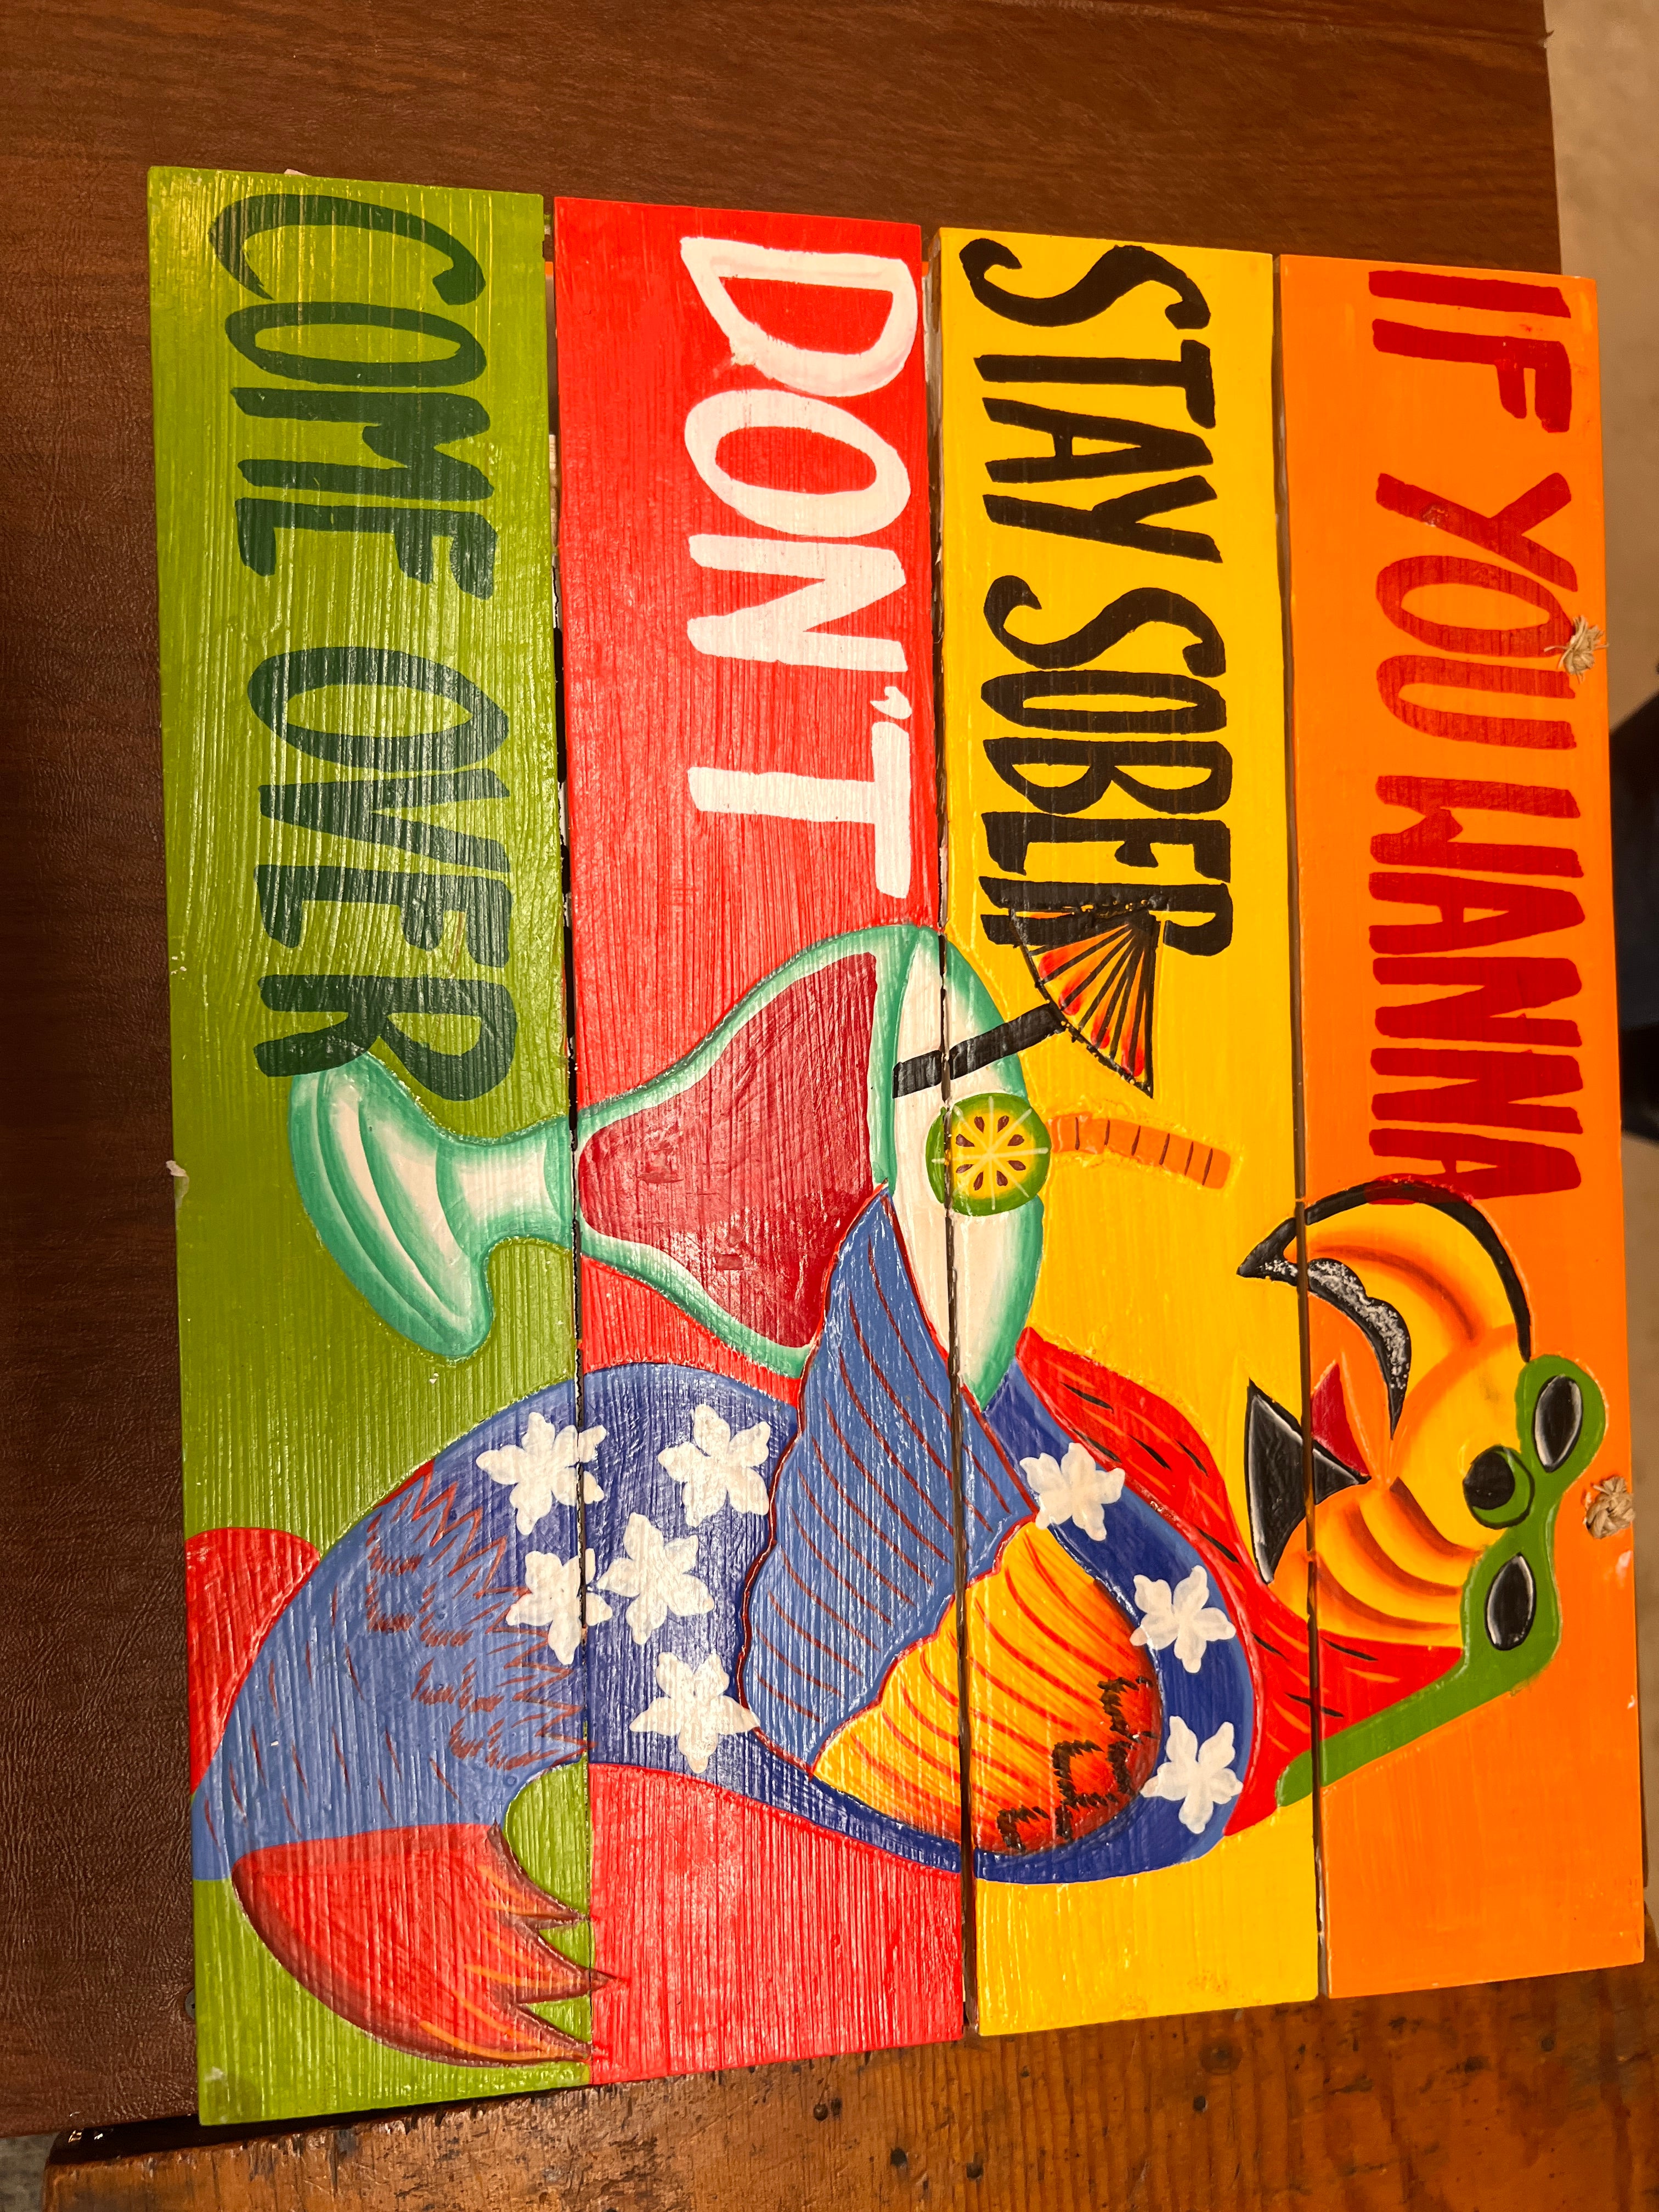 IF YOU WANNA
STAY SOBER
DON'T
COME OVER